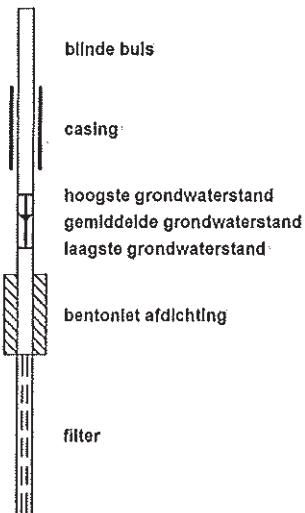 blinde buis
casing
hoogste grondwaterstand
gemiddelde grondwaterstand
laagste grondwaterstand
bentoniet afdichting
filter